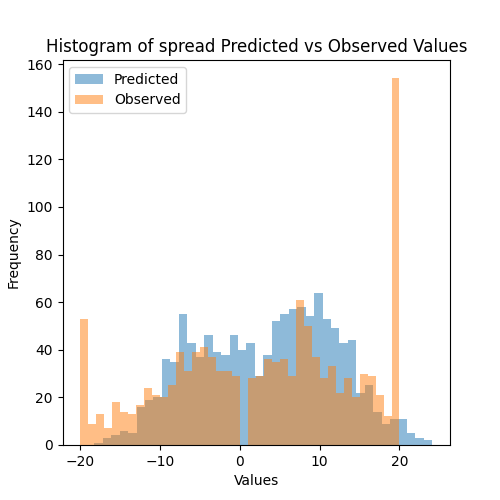 Histogram of spread Predicted vs Observed Values
Predicted
Observed
160
140
120
100
80
60
40
20
0
Frequency
−20 −10 0 10 20
Values